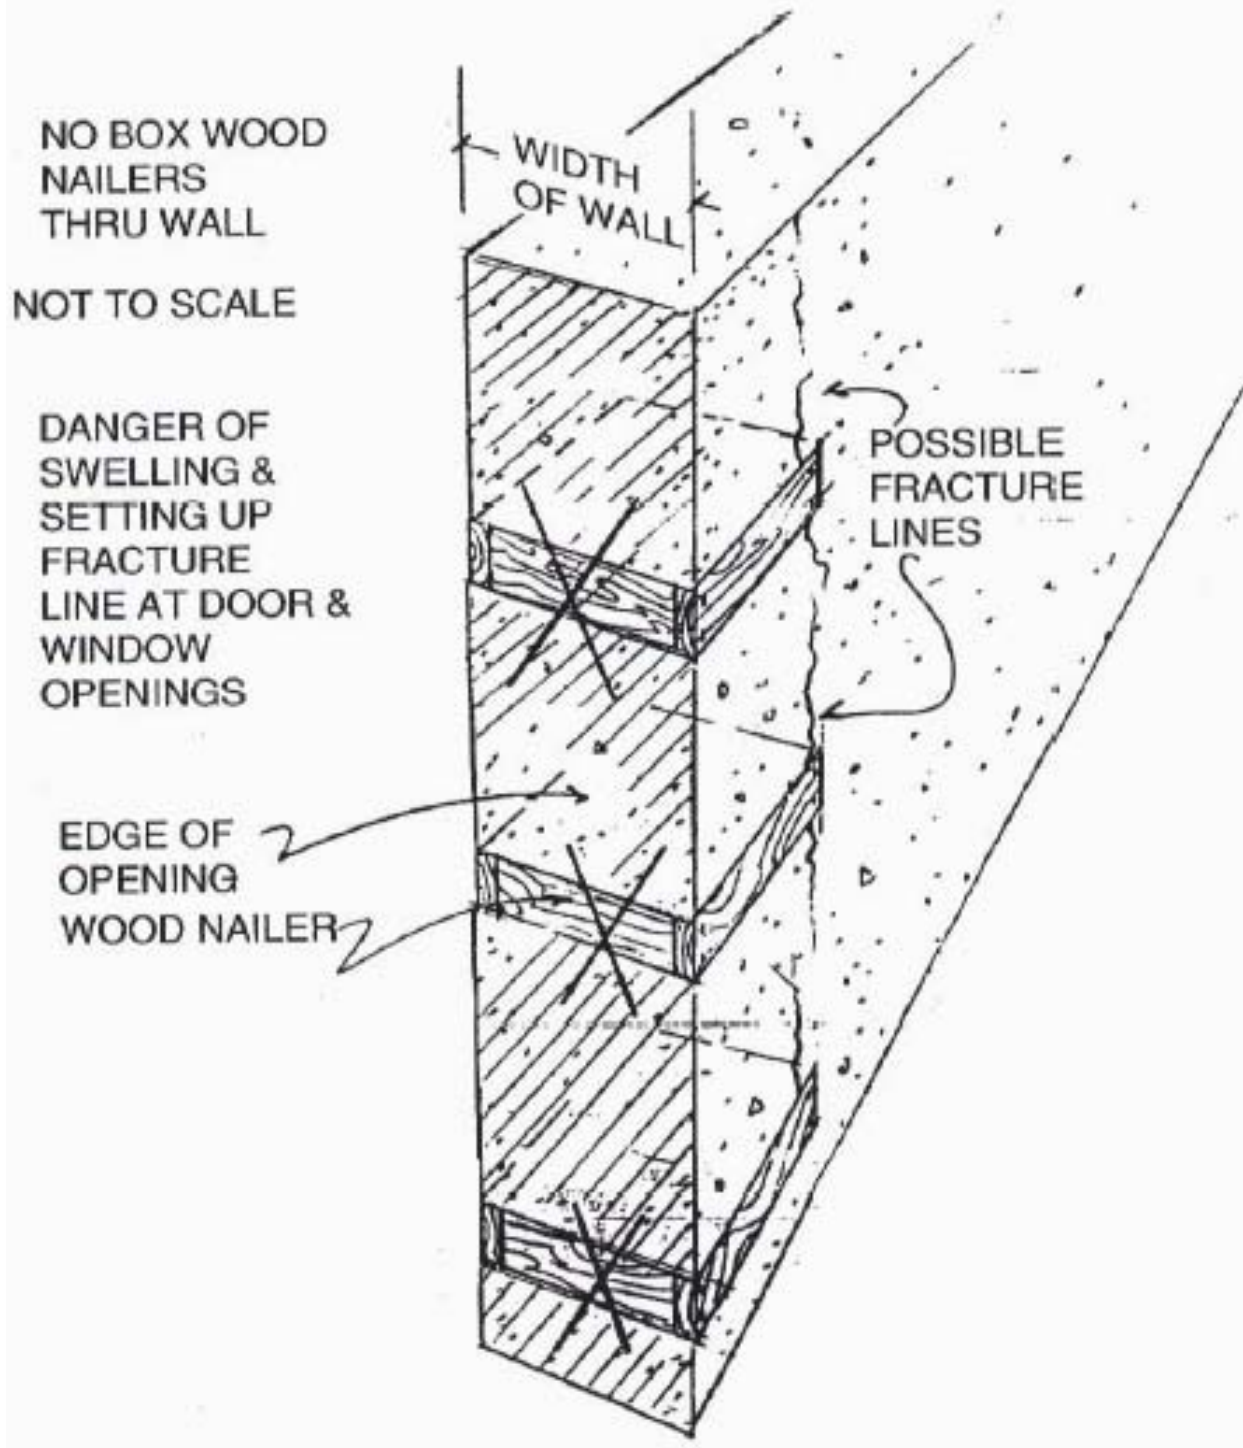 NO BOX WOOD
NAILERS
THRU WALL
WIDTH
OF WALL
NOT TO SCALE
DANGER OF
SWELLING &
SETTING UP
FRACTURE
LINE AT DOOR &
WINDOW
OPENINGS
POSSIBLE
FRACTURE
LINES
EDGE OF
OPENING
WOOD NAILER